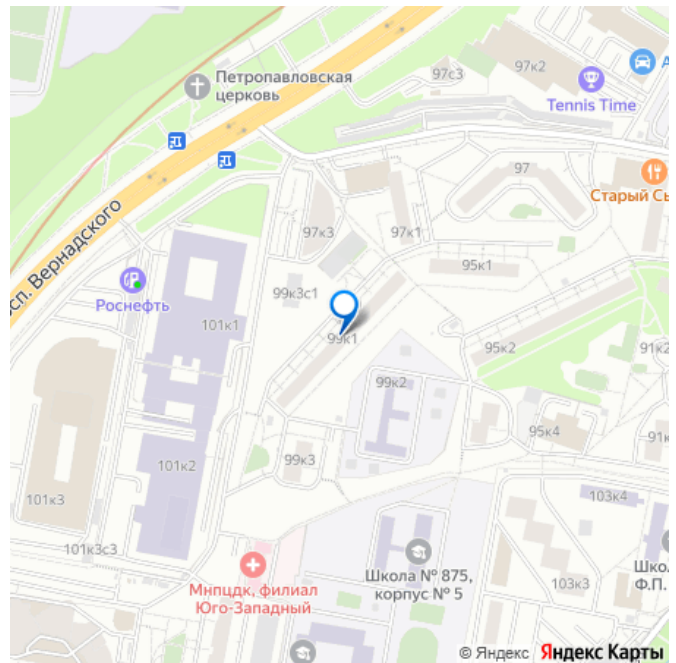 Петропавловская
церковь
97с3
97к2
А
Tennis Time
97
Старый Сь
97к3
97к1
сп. Вернадского
95к1
Роснефть
99к3с1
101к1
99к1
95к2
91к2
99к2
95к4
91к
99к3
101к2
101к3
103к4
101к3с3
Мнпцдк, филиал
Юго-Западный
Школа № 875,
корпус № 5
Шко
Ф.П.
103к3
© Яндекс
Яндекс Карты